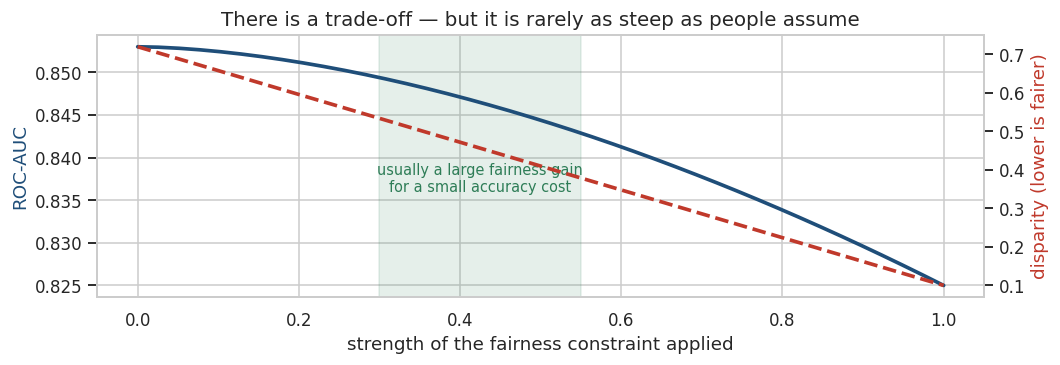 There is a trade-off — but it is rarely as steep as people assume
ROC-AUC
0.850
0.845
0.840
0.835
0.830
0.825
usually a large fairness gain
for a small accuracy cost
0.7
0.6
0.5
0.4
0.3
0.2
0.1
disparity (lower is fairer)
0.0 0.2 0.4 0.6 0.8 1.0
strength of the fairness constraint applied